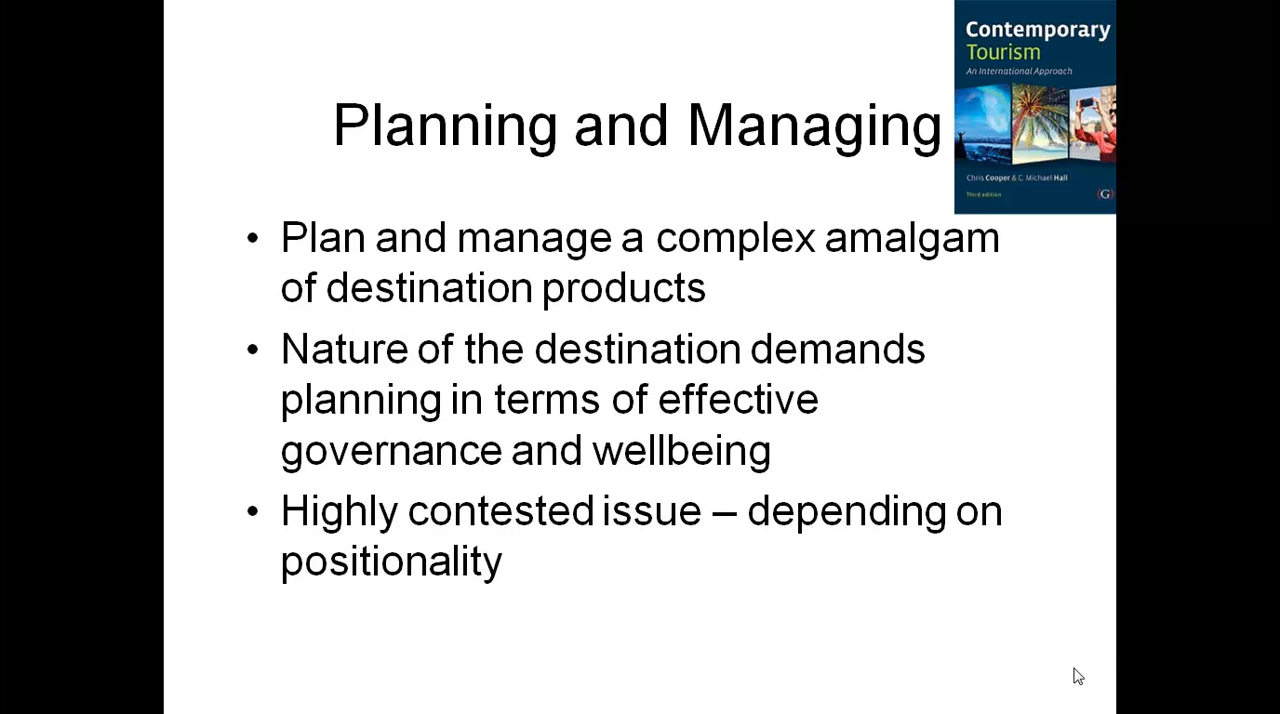 Contemporary
Tourism
An International Approach
Chris Cooper & C. Michael Hall
Third edition
G
Planning and Managing
• Plan and manage a complex amalgam
of destination products
• Nature of the destination demands
planning in terms of effective
governance and wellbeing
• Highly contested issue – depending on
positionality